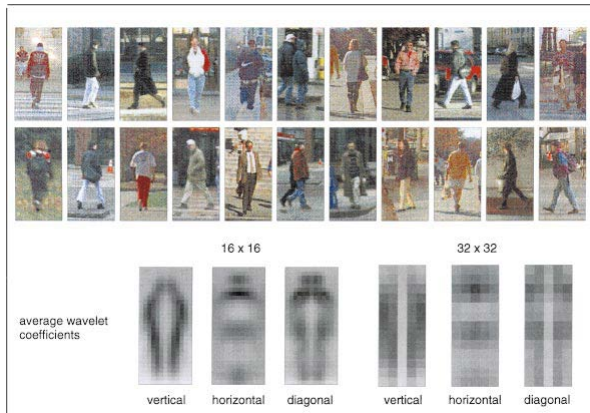 16 x 16
32 x 32
average wavelet
coefficients
vertical
horizontal
diagonal
vertical
horizontal
diagonal